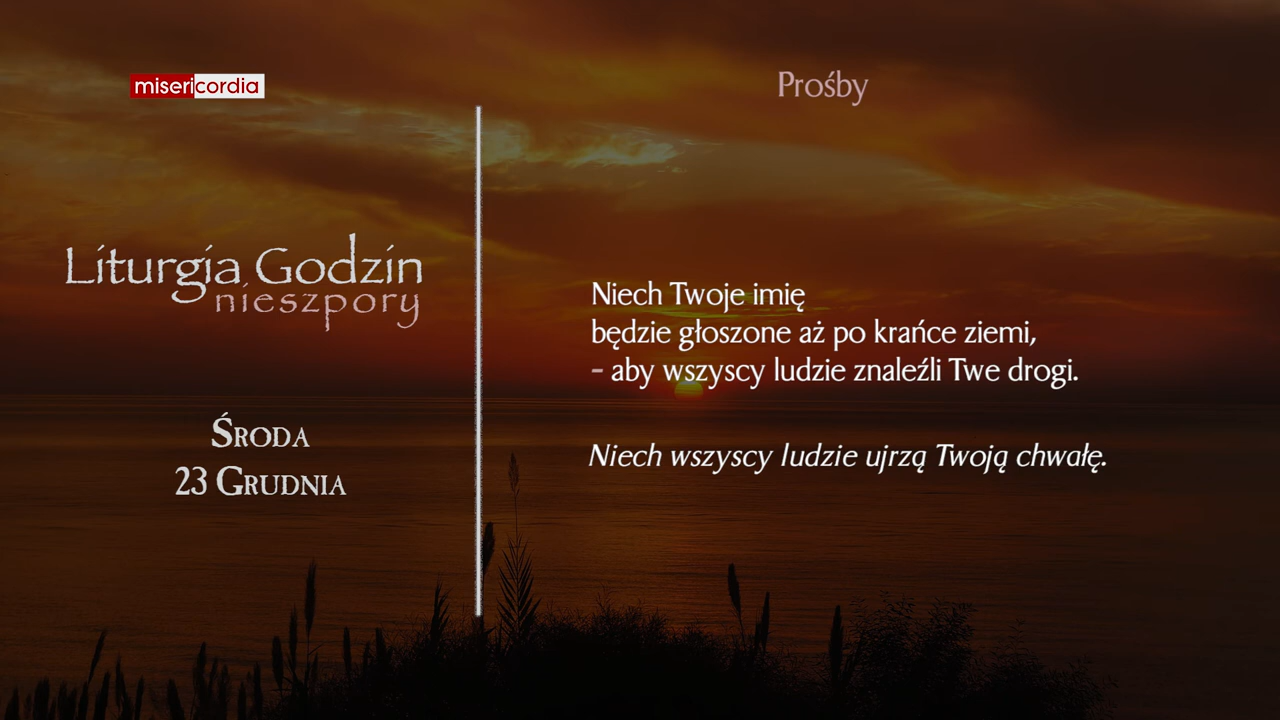 misericordia
Liturgia Godzin
nieszpory
Środa
23 Grudnia
Prośby
Niech Twoje imię
będzie głoszone aż po krańce ziemi,
- aby wszyscy ludzie znaleźli Twe drogi.
Niech wszyscy ludzie ujrzą Twoją chwałę.